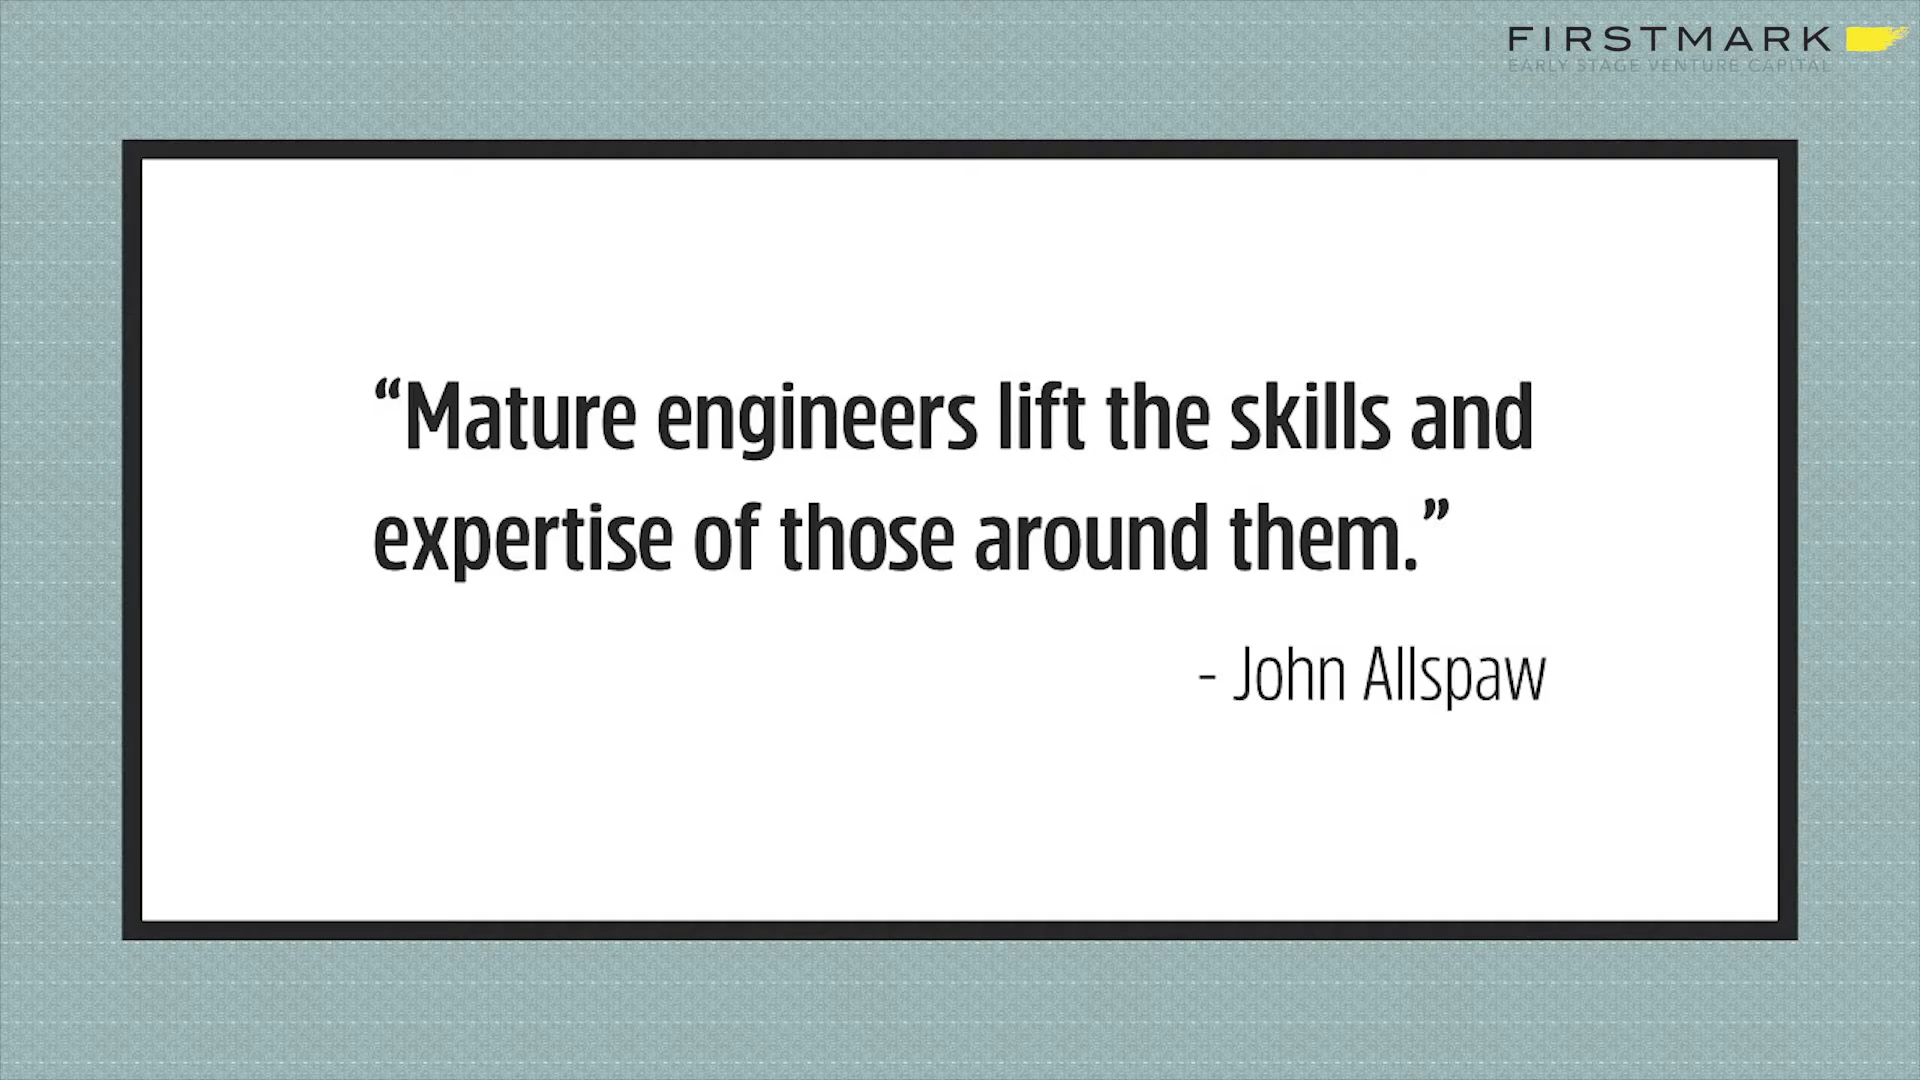 FIRSTMARK
EARLY STAGE VENTURE CAPITAL
“Mature engineers lift the skills and
expertise of those around them.”
- John Allspaw